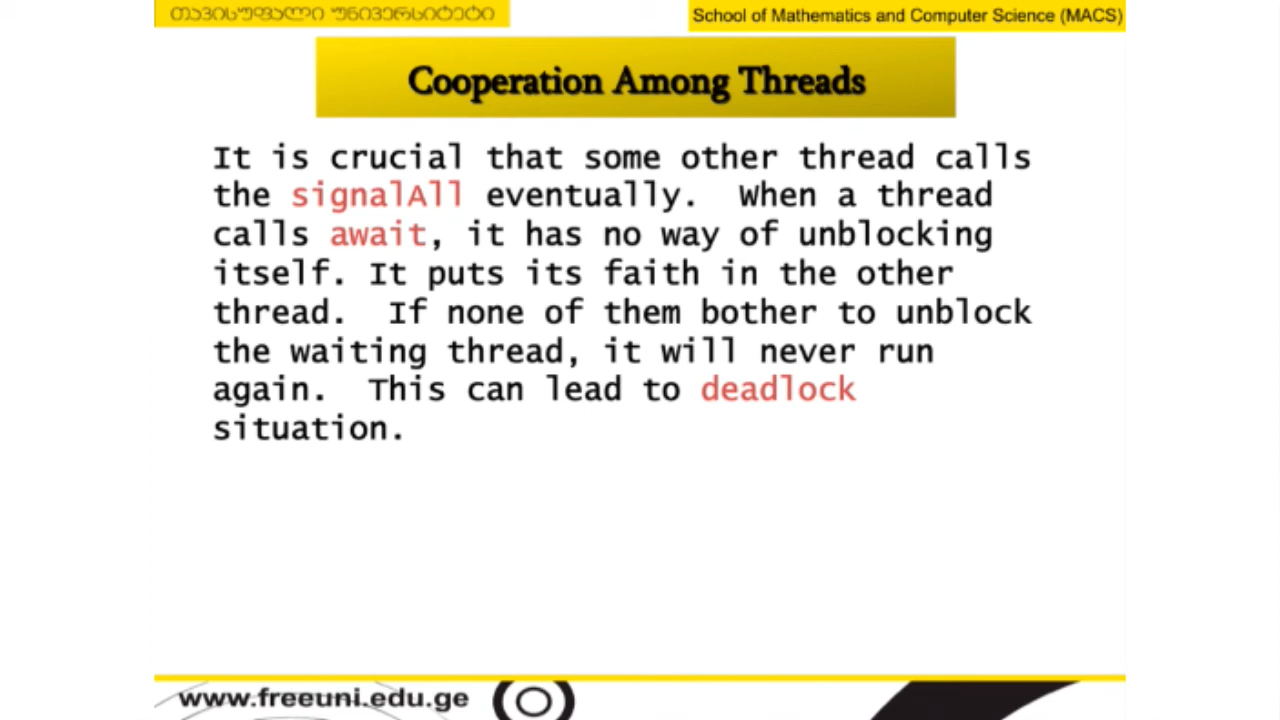 თავისუფალი უნივერსიტეტი
School of Mathematics and Computer Science (MACS)
Cooperation Among Threads
It is crucial that some other thread calls
the signalAll eventually. When a thread
calls await, it has no way of unblocking
itself. It puts its faith in the other
thread. If none of them bother to unblock
the waiting thread, it will never run
again. This can lead to deadlock
situation.
www.freeuni.edu.ge